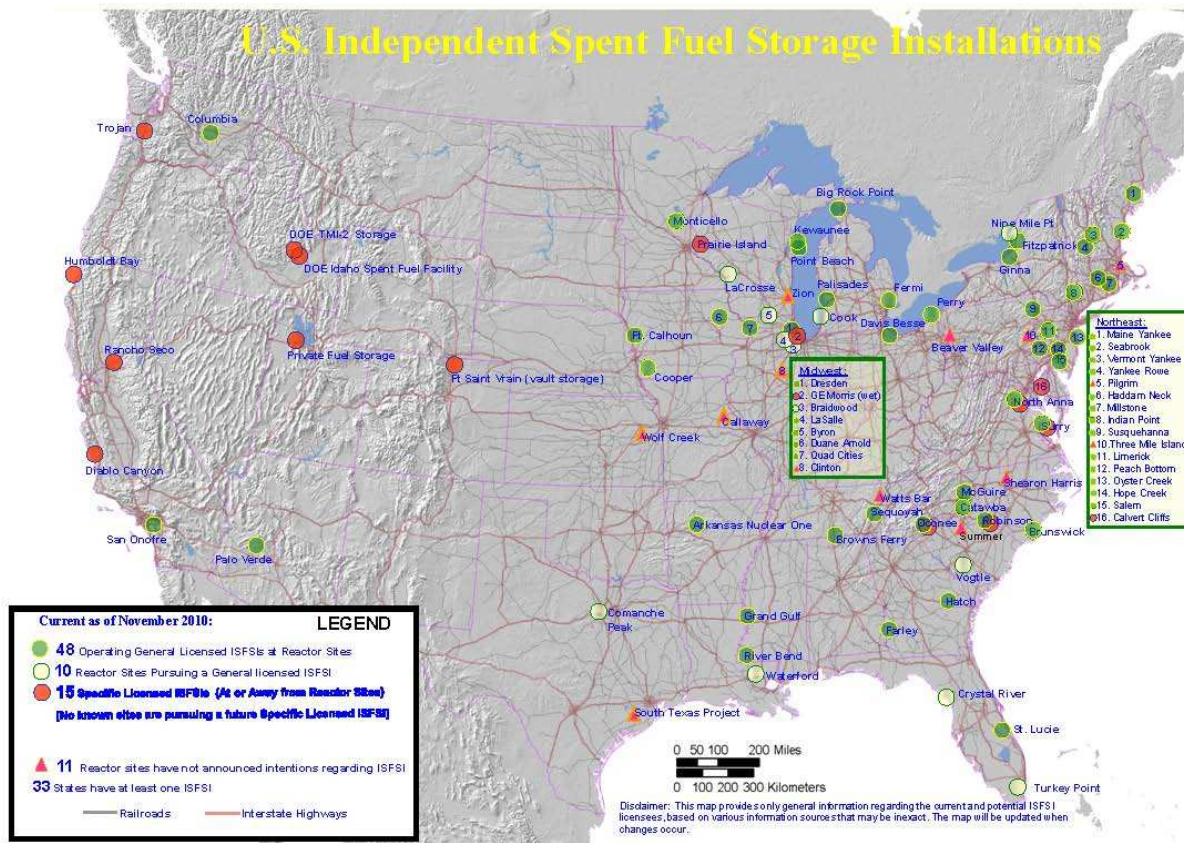 U.S. Independent Spent Fuel Storage Installations
Trojan
Columbia
DOE TMI-2 Storage
DOE Idaho Spent Fuel Facility
Humboldt Bay
Rancho Seco
Private Fuel Storage
Ft Saint Vrain (vault storage)
Diablo Canyon
San Onofre
Palo Verde
Monticello
Prairie Island
LaCrosse
Big Rock Point
Kewaunee
Point Beach
Zion
Palisades
Cook
Fermi
Davis Besse
Perry
Beaver Valley
Nine Mile Pt
Fitzpatrick
Ginna
Ft. Calhoun
Cooper
Callaway
Wolf Creek
North Anna
Surry
Shearon Harris
Watts Bar
Sequoyah
McGuire
Catawba
Oconee
Robinson
Summer
Brunswick
Arkansas Nuclear One
Browns Ferry
Vogtle
Hatch
Farley
Comanche
Peak
Grand Gulf
River Bend
Waterford
South Texas Project
Crystal River
St. Lucie
Turkey Point
Midwest:
1. Dresden
2. GE Morris (wet)
3. Braidwood
4. LaSalle
5. Byron
6. Duane Arnold
7. Quad Cities
8. Clinton
Northeast:
1. Maine Yankee
2. Seabrook
3. Vermont Yankee
4. Yankee Rowe
5. Pilgrim
6. Haddam Neck
7. Millstone
8. Indian Point
9. Susquehanna
10. Three Mile Island
11. Limerick
12. Peach Bottom
13. Oyster Creek
14. Hope Creek
15. Salem
16. Calvert Cliffs
Current as of November 2010:
LEGEND
48 Operating General Licensed ISFSIs at Reactor Sites
10 Reactor Sites Pursuing a General licensed ISFSI
15 Specific Licensed ISFSIs (At or Away from Reactor Sites)
[No known sites are pursuing a future Specific Licensed ISFSI]
11 Reactor sites have not announced intentions regarding ISFSI
33 States have at least one ISFSI
Railroads
Interstate Highways
0 50 100 200 Miles
0 100 200 300 Kilometers
Disclaimer: This map provides only general information regarding the current and potential ISFSI
licensees, based on various information sources that may be inexact. The map will be updated when
changes occur.